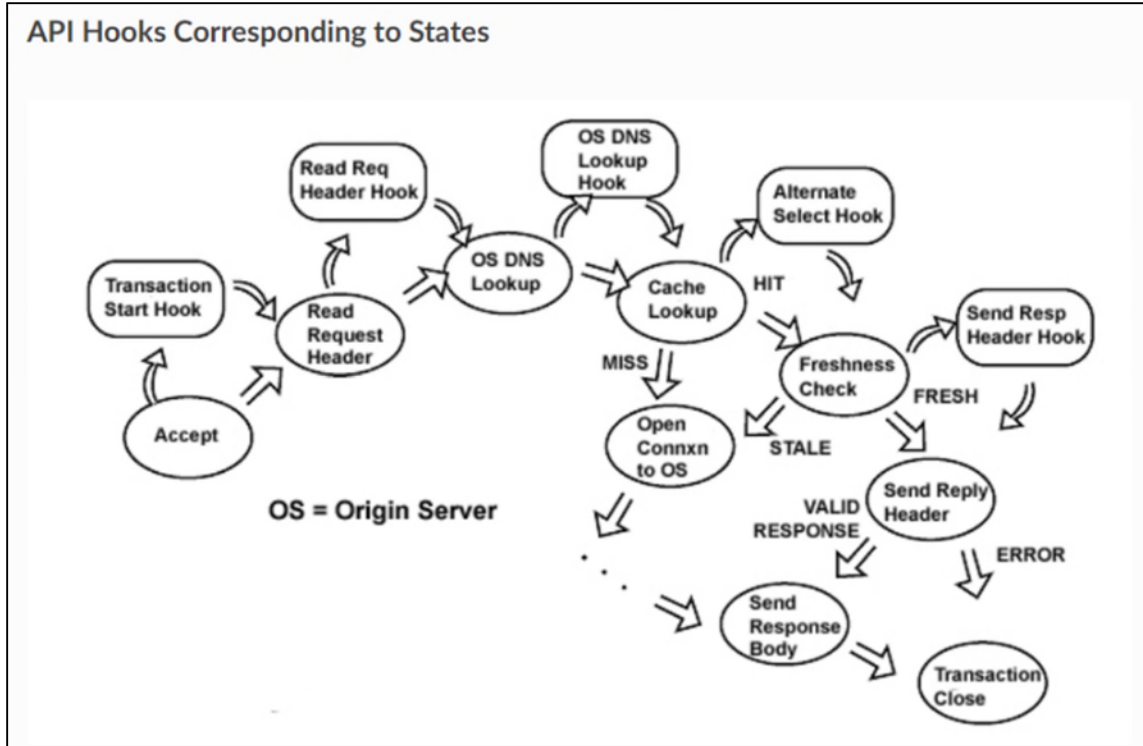 API Hooks Corresponding to States
OS DNS
Lookup
Hook
Read Req
Header Hook
Alternate
Select Hook
OS DNS
Lookup
Transaction
Start Hook
Cache
Lookup
HIT
Read
Request
Header
Send Resp
Header Hook
MISS
Freshness
Check
FRESH
Accept
Open
Connxn
to OS
STALE
OS = Origin Server
VALID
RESPONSE
Send Reply
Header
ERROR
Send
Response
Body
Transaction
Close